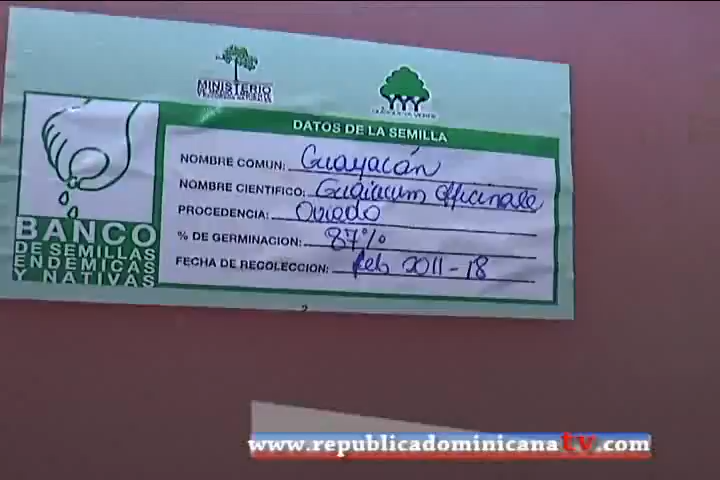 MINISTERIO
DATOS DE LA SEMILLA
NOMBRE COMUN: Guayacán
NOMBRE CIENTIFICO: Guaiacum officinale
PROCEDENCIA: Oviedo
% DE GERMINACION: 87%
FECHA DE RECOLECCION: feb 2011-18
BANCO
DE SEMILLAS
ENDEMICAS
Y NATIVAS
www.republicadominicanatv.com